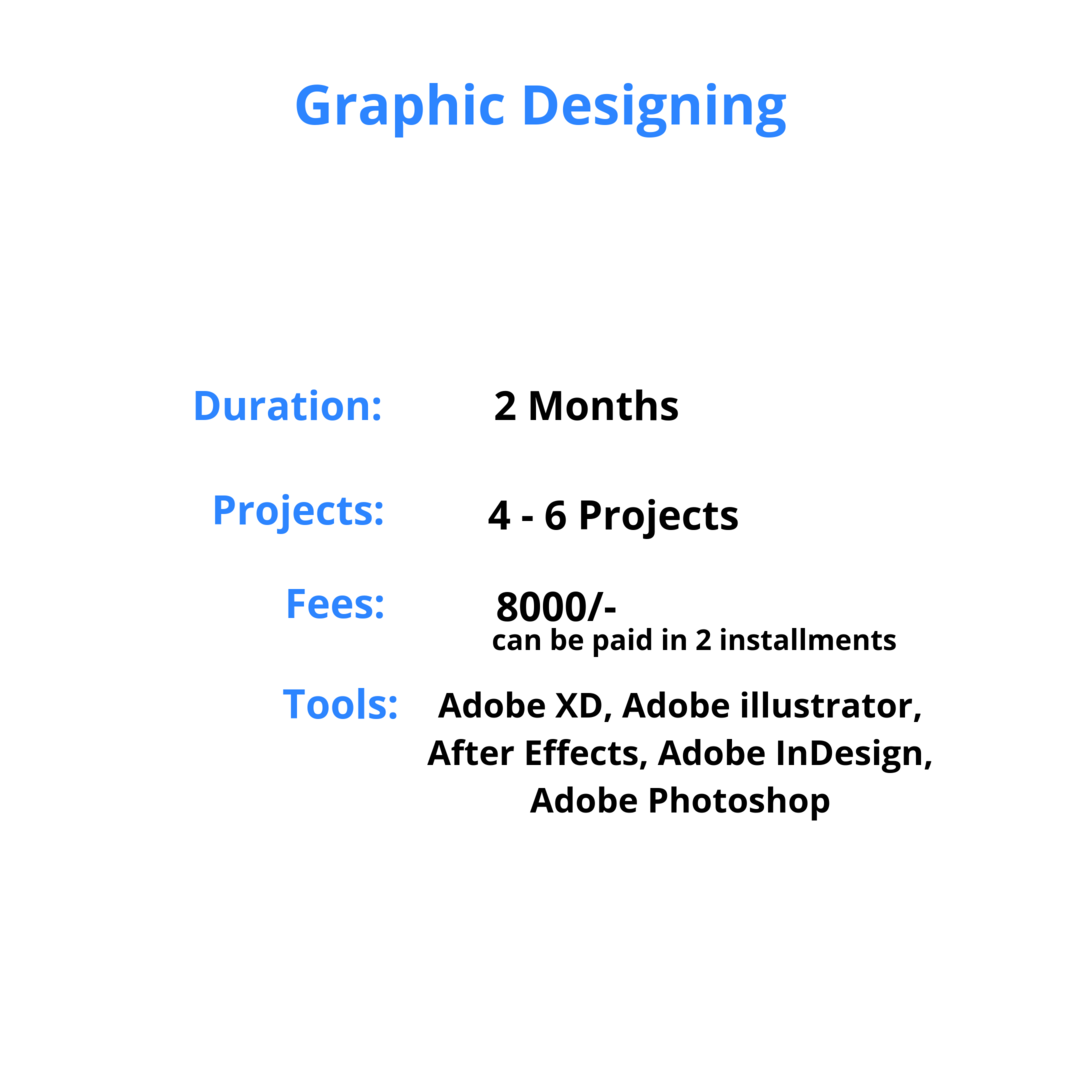 Graphic Designing
Duration: 2 Months
Projects: 4 - 6 Projects
Fees: 8000/-
can be paid in 2 installments
Tools: Adobe XD, Adobe illustrator,
After Effects, Adobe InDesign,
Adobe Photoshop